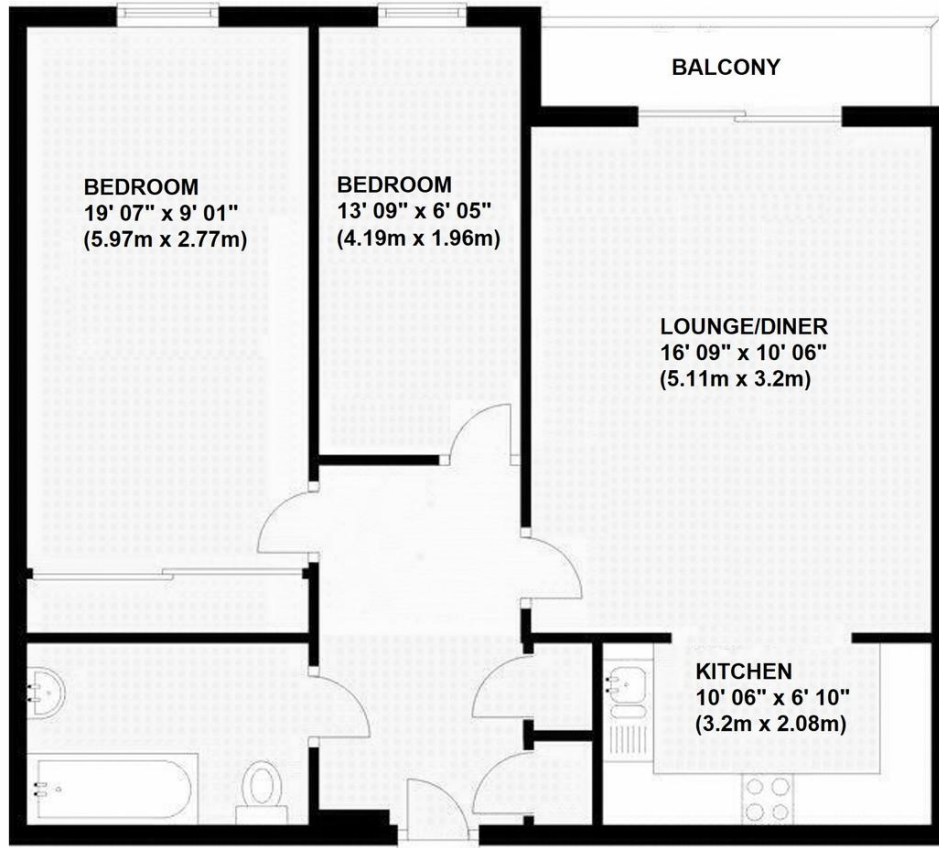 BALCONY
BEDROOM
19' 07" x 9' 01"
(5.97m x 2.77m)
BEDROOM
13' 09" x 6' 05"
(4.19m x 1.96m)
LOUNGE/DINER
16' 09" x 10' 06"
(5.11m x 3.2m)
KITCHEN
10' 06" x 6' 10"
(3.2m x 2.08m)